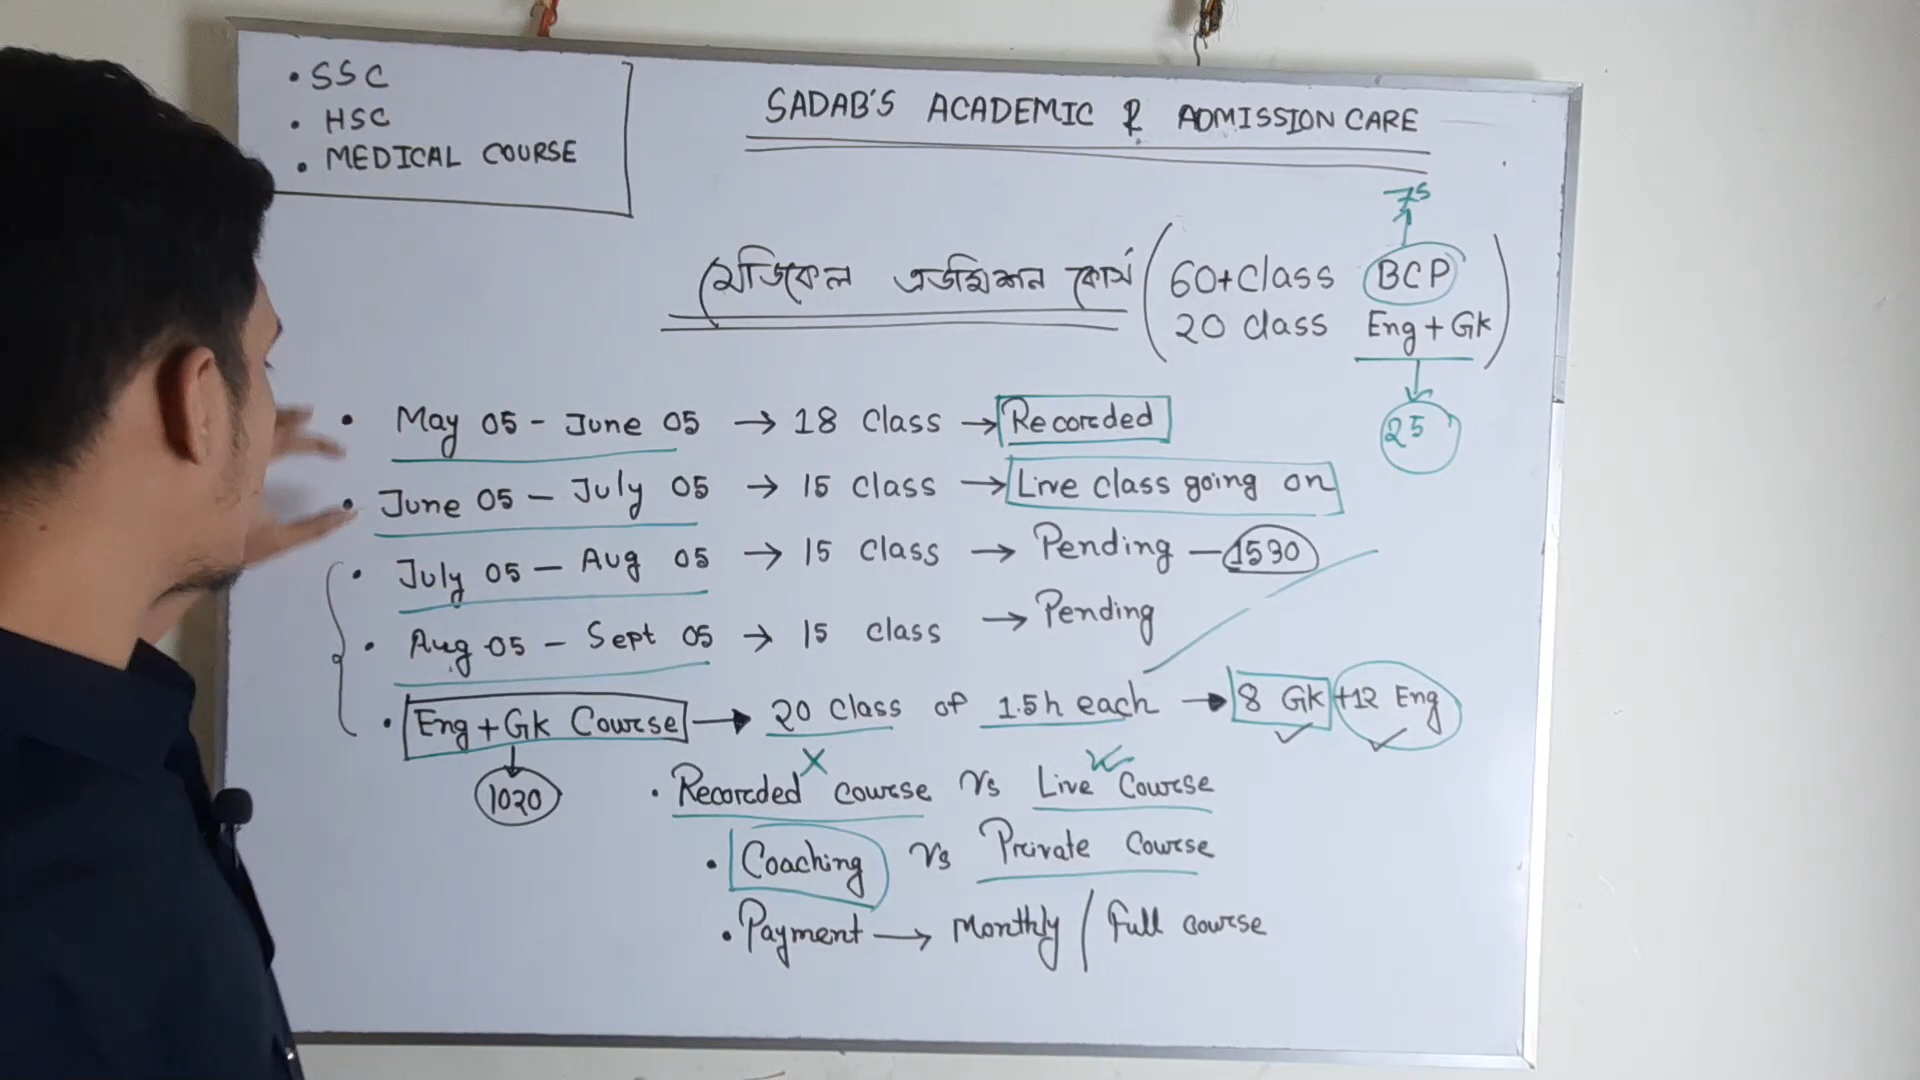 • SSC
• HSC
• MEDICAL COURSE
SADAB'S ACADEMIC & ADMISSION CARE
75
মেডিকেল এডমিশন কোর্স (60+Class BCP
20 Class Eng + Gk)
25
• May 05 - June 05 → 18 Class → Recorded
• June 05 - July 05 → 15 Class → Live class going on
• July 05 - Aug 05 → 15 Class → Pending - 1530
• Aug 05 - Sept 05 → 15 class → Pending
• Eng + Gk Course → 20 Class of 1.5h each → 8 Gk +12 Eng
1020
• Recorded course Vs Live Course
• Coaching Vs Private Course
• Payment → Monthly / Full course